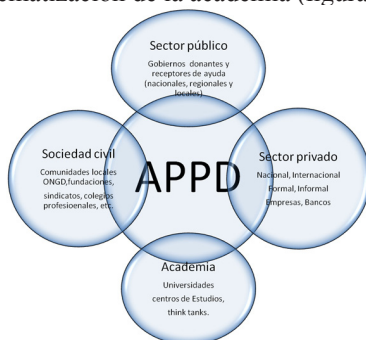 ematización de la academia (figura
Sector público
Gobiernos donantes y
receptores de ayuda
(nacionales, regionales y
locales)
Sociedad civil
Comunidades locales
ONGD,fundaciones,
sindicatos, colegios
profesioenales, etc.
APPD
Sector privado
Nacional, Internacional
Formal, Informal
Empresas, Bancos
Academia
Universidades
centros de Estudios,
think tanks.